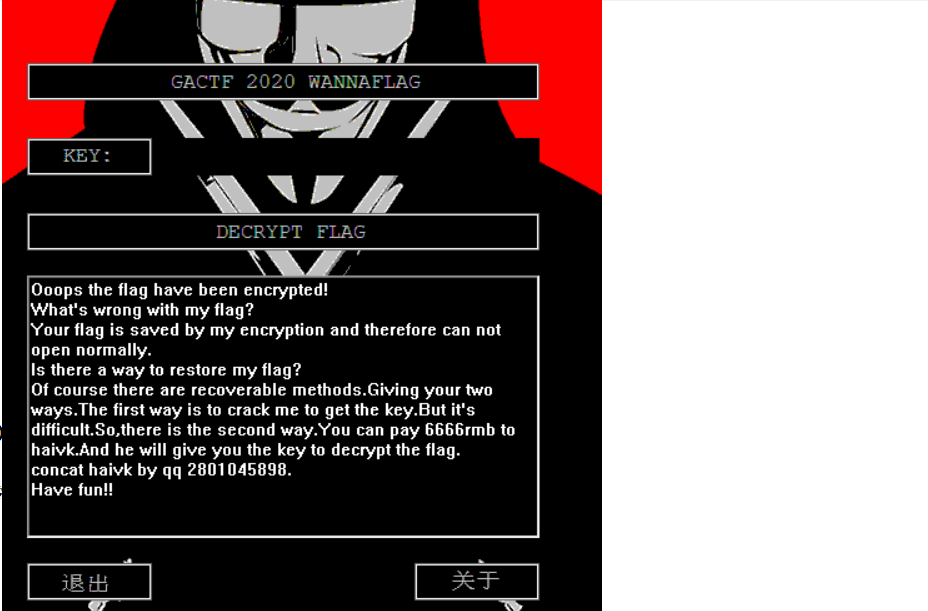 GACTF 2020 WANNAFLAG
KEY:
DECRYPT FLAG
Ooops the flag have been encrypted!
What's wrong with my flag?
Your flag is saved by my encryption and therefore can not
open normally.
Is there a way to restore my flag?
Of course there are recoverable methods.Giving your two
ways.The first way is to crack me to get the key.But it's
difficult.So,there is the second way.You can pay 6666rmb to
haivk.And he will give you the key to decrypt the flag.
concat haivk by qq 2801045898.
Have fun!!
退出
关于